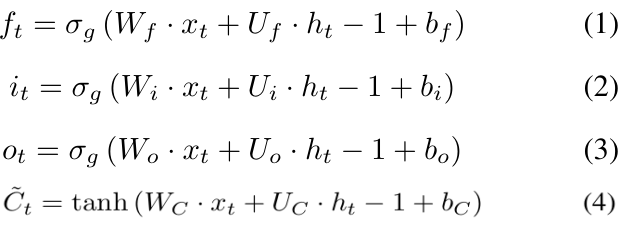 f_t = σ_g (W_f · x_t + U_f · h_t − 1 + b_f) (1)
i_t = σ_g (W_i · x_t + U_i · h_t − 1 + b_i) (2)
o_t = σ_g (W_o · x_t + U_o · h_t − 1 + b_o) (3)
C̃_t = tanh (W_C · x_t + U_C · h_t − 1 + b_C) (4)